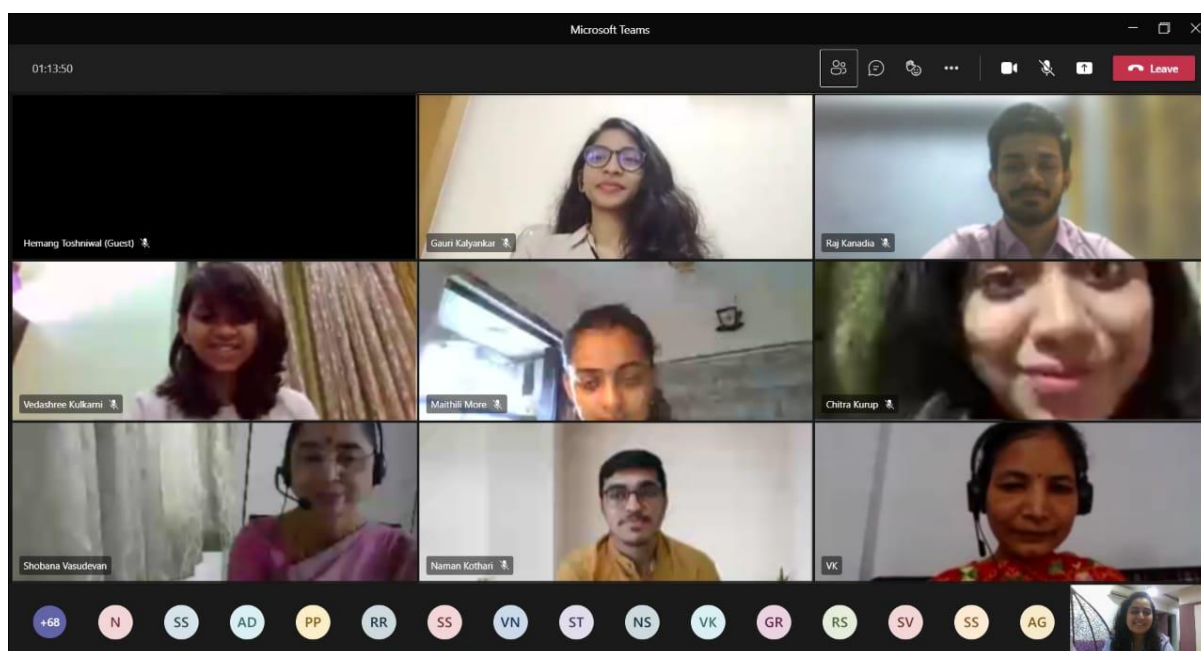 Microsoft Teams
01:13:50
Leave
Hemang Toshniwal (Guest)
Gauri Kalyankar
Raj Kanadia
Vedashree Kulkarni
Maithili More
Chitra Kurup
Shobana Vasudevan
Naman Kothari
VK
+68 N SS AD PP RR SS VN ST NS VK GR RS SV SS AG